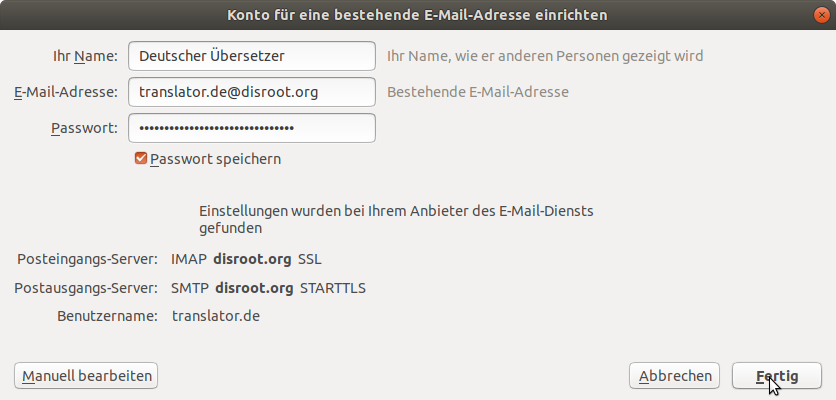 Konto für eine bestehende E-Mail-Adresse einrichten
Ihr Name: Deutscher Übersetzer Ihr Name, wie er anderen Personen gezeigt wird
E-Mail-Adresse: translator.de@disroot.org Bestehende E-Mail-Adresse
Passwort: •••••••••••••••••••••••••••••••
Passwort speichern
Einstellungen wurden bei Ihrem Anbieter des E-Mail-Diensts
gefunden
Posteingangs-Server: IMAP disroot.org SSL
Postausgangs-Server: SMTP disroot.org STARTTLS
Benutzername: translator.de
Manuell bearbeiten Abbrechen Fertig